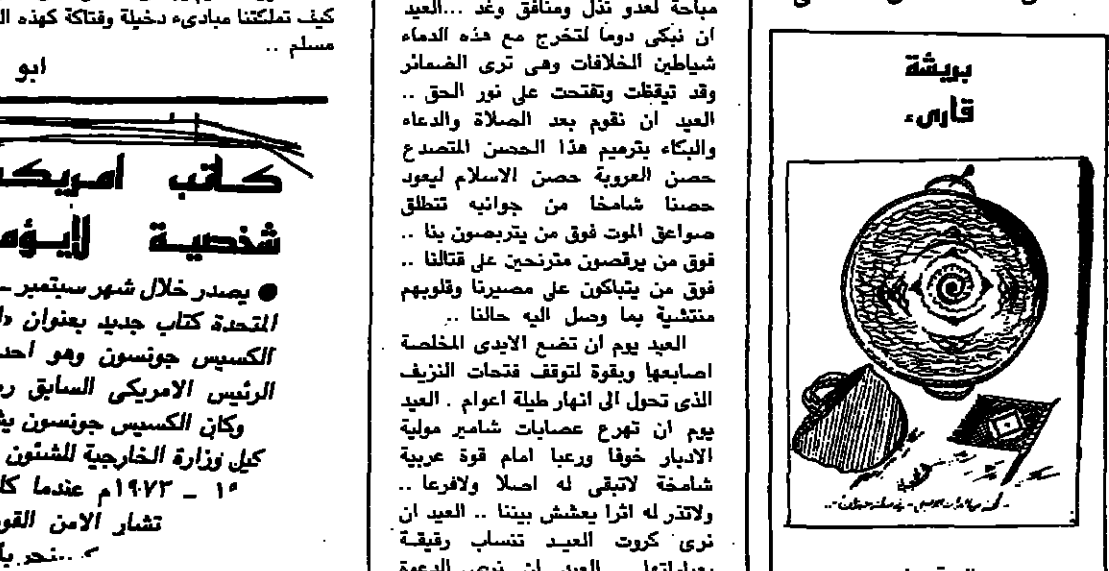 بريشة
قارىء
مباحة لعدو نذل ومنافق وغد ... العيد
ان نبكى دوما لتخرج مع هذه الدماء
شياطين الخلافات وهى ترى الضمائر
وقد تيقظت وتفتحت على نور الحق ..
العيد ان نقوم بعد الصلاة والدعاء
والبكاء بترميم هذا الحصن المتصدع
حصن العروبة حصن الاسلام ليعود
حصنا شامخا من جوانبه تنطلق
صواعق الموت فوق من يتربصون بنا ..
فوق من يرقصون مترنحين على قتالنا ..
فوق من يتباكون على مصيرنا وقلوبهم
منتشية بما وصل اليه حالنا ..
العيد يوم ان تضع الايدى المخلصة
اصابعها وبقوة لتوقف فتحات النزيف
الذى تحول الى انهار طيلة اعوام . العيد
يوم ان تهرع عصابات شامير مولية
الادبار خوفا ورعبا امام قوة عربية
شامخة لاتبقى له اصلا ولافرعا ..
ولاتذر له اثرا يعشش بيننا .. العيد ان
نرى كروت العيد تنساب رقيقة
العيد ان نرى الدعوة
كيف تملكتنا مبادىء دخيلة وفتاكة كهذه
مسلم ..
ابو
كاتب امريك
شخصية لايؤم
● يصدر خلال شهر سبتمبر
المتحدة كتاب جديد بعنوان
الكسيس جونسون وهو احد
الرئيس الامريكى السابق
وكان الكسيس جونسون
كيل وزارة الخارجية للشئون
ـ ١٩٧٣م عندما
تشار الامن القو